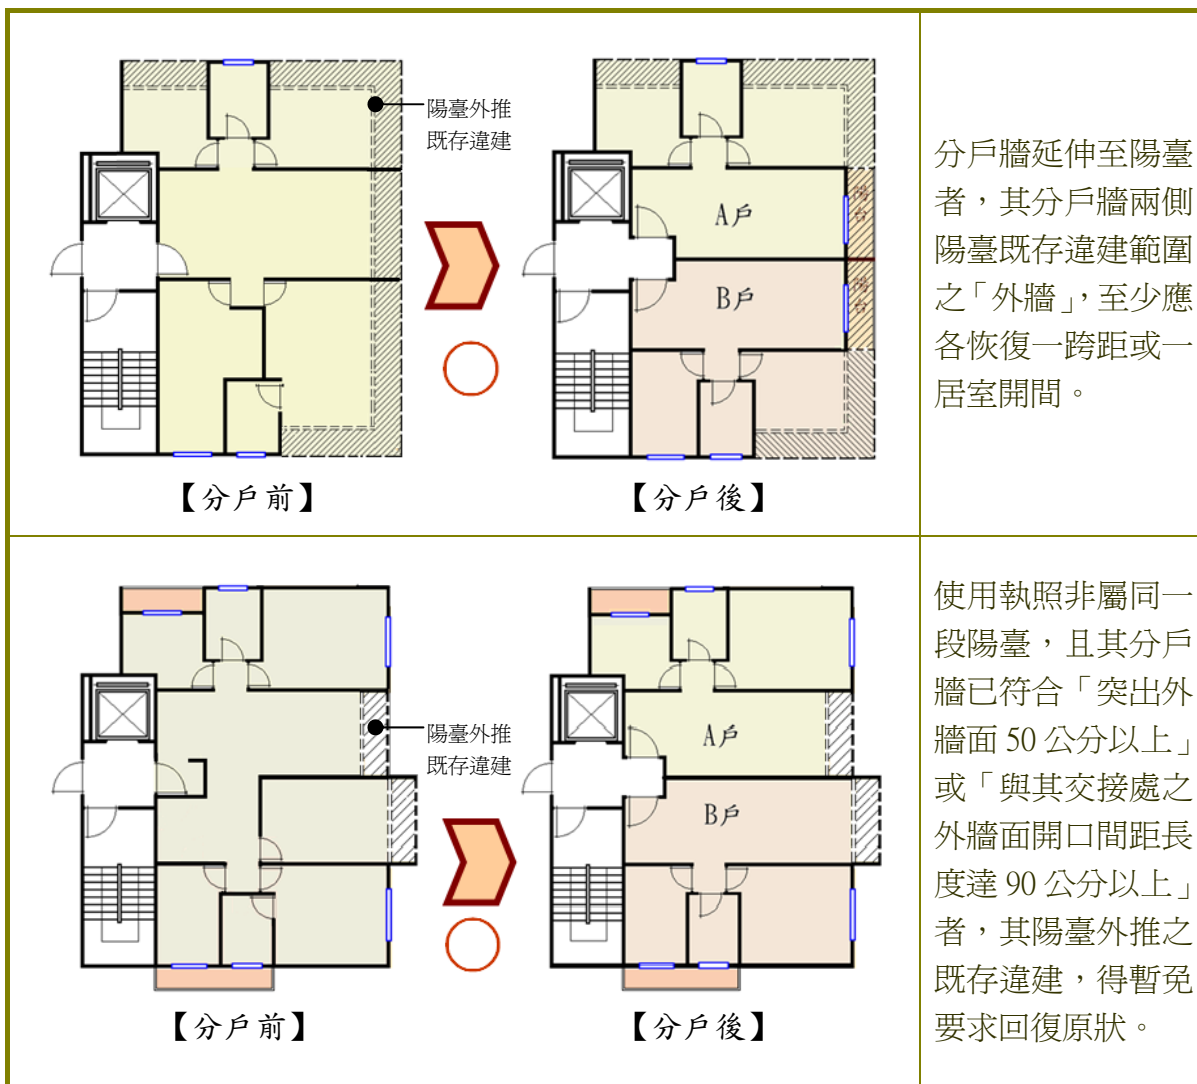 陽臺外推
既存違建
A戶
陽台
B戶
陽台
【分戶前】
【分戶後】
分戶牆延伸至陽臺
者，其分戶牆兩側
陽臺既存違建範圍
之「外牆」，至少應
各恢復一跨距或一
居室開間。
陽臺外推
既存違建
A戶
B戶
【分戶前】
【分戶後】
使用執照非屬同一
段陽臺，且其分戶
牆已符合「突出外
牆面 50 公分以上」
或「與其交接處之
外牆面開口間距長
度達 90 公分以上」
者，其陽臺外推之
既存違建，得暫免
要求回復原狀。